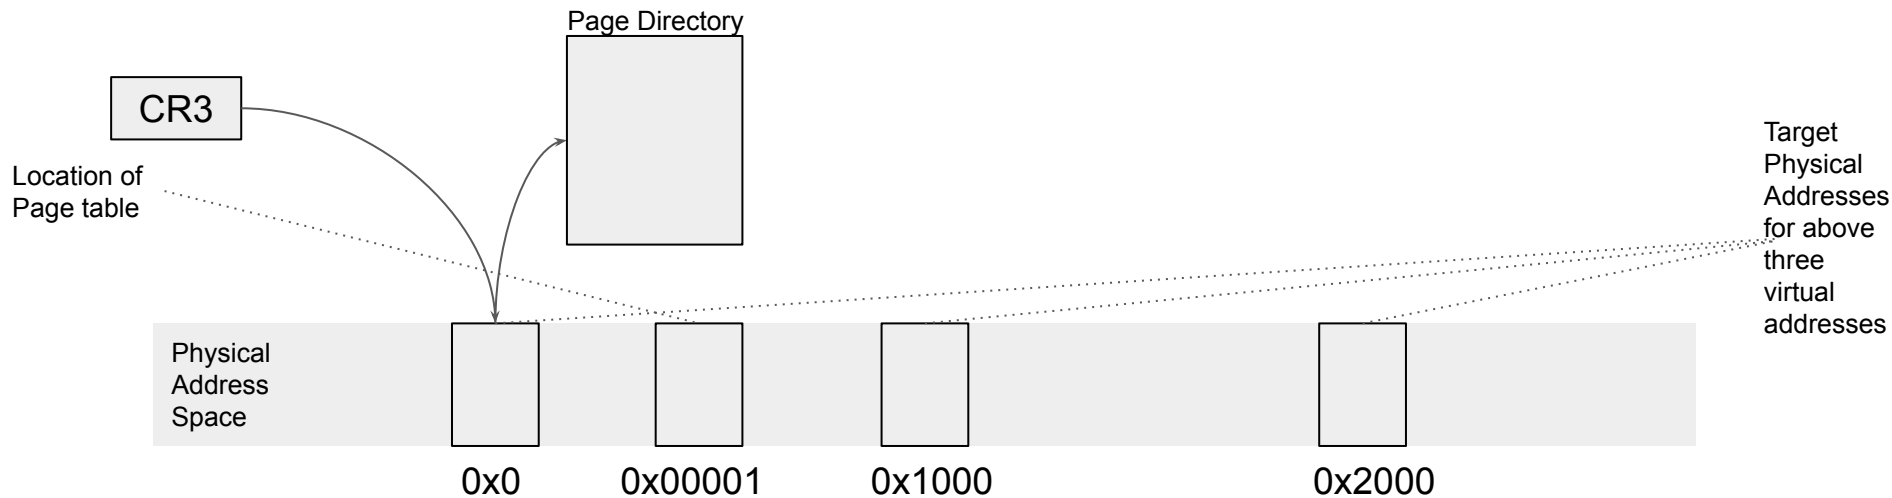 Page Directory
CR3
Location of
Page table
Target
Physical
Addresses
for above
three
virtual
addresses
Physical
Address
Space
0x0
0x00001
0x1000
0x2000